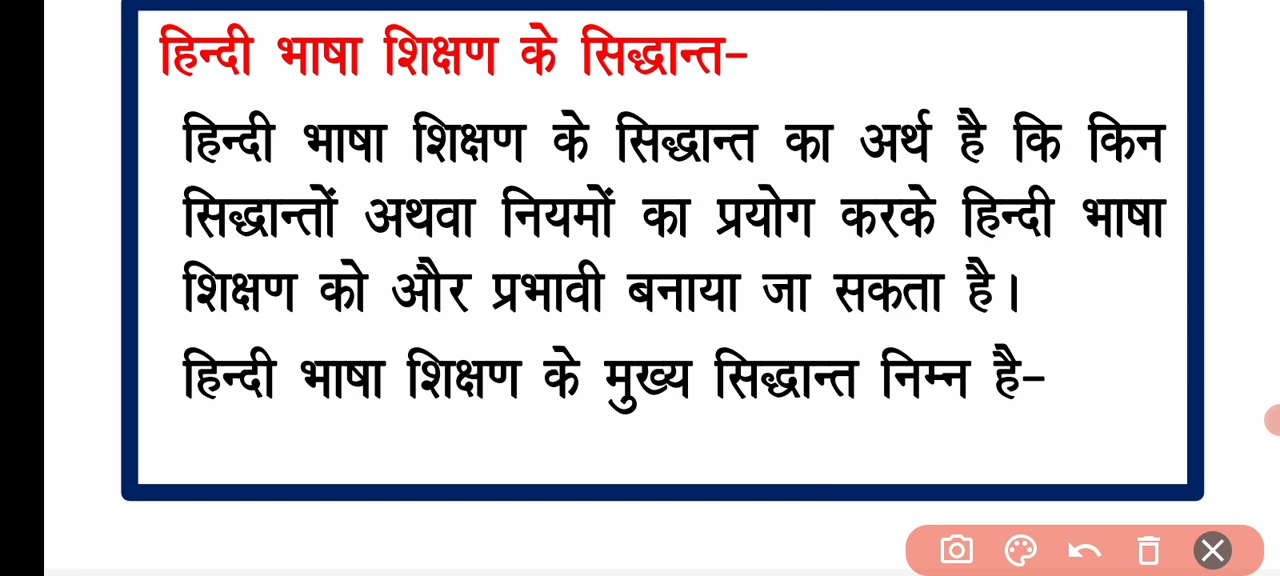 हिन्दी भाषा शिक्षण के सिद्धान्त-
हिन्दी भाषा शिक्षण के सिद्धान्त का अर्थ है कि किन
सिद्धान्तों अथवा नियमों का प्रयोग करके हिन्दी भाषा
शिक्षण को और प्रभावी बनाया जा सकता है।
हिन्दी भाषा शिक्षण के मुख्य सिद्धान्त निम्न है-